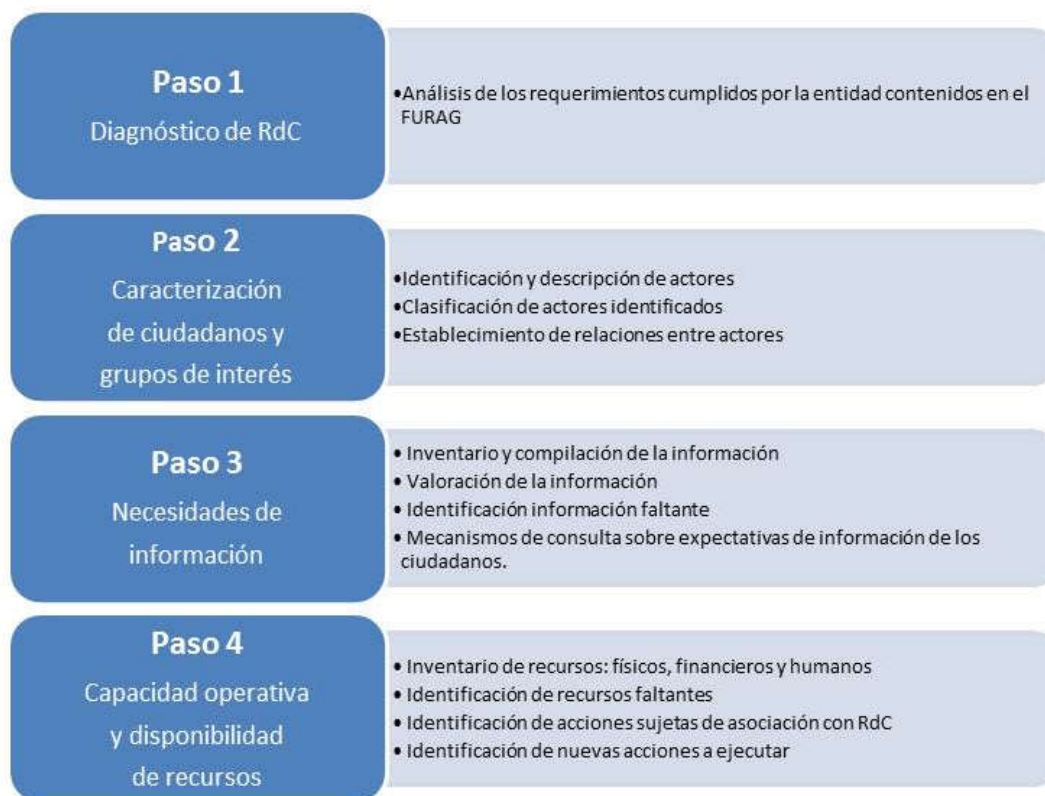 Paso 1
Diagnóstico de RdC
•Análisis de los requerimientos cumplidos por la entidad contenidos en el
FURAG
Paso 2
Caracterización
de ciudadanos y
grupos de interés
•Identificación y descripción de actores
•Clasificación de actores identificados
•Establecimiento de relaciones entre actores
Paso 3
Necesidades de
información
• Inventario y compilación de la información
• Valoración de la información
• Identificación información faltante
• Mecanismos de consulta sobre expectativas de información de los
ciudadanos.
Paso 4
Capacidad operativa
y disponibilidad
de recursos
• Inventario de recursos: físicos, financieros y humanos
• Identificación de recursos faltantes
• Identificación de acciones sujetas de asociación con RdC
• Identificación de nuevas acciones a ejecutar